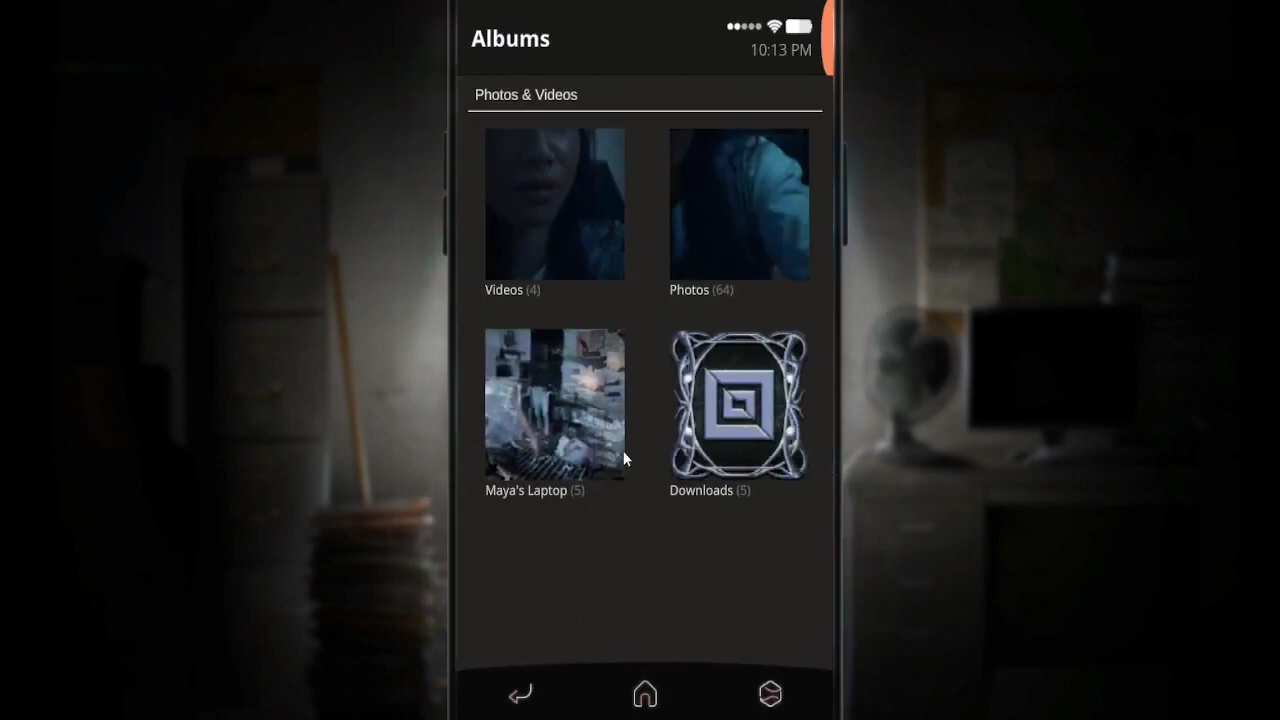 Albums
10:13 PM
Photos & Videos
Videos (4)
Photos (64)
Maya's Laptop (5)
Downloads (5)